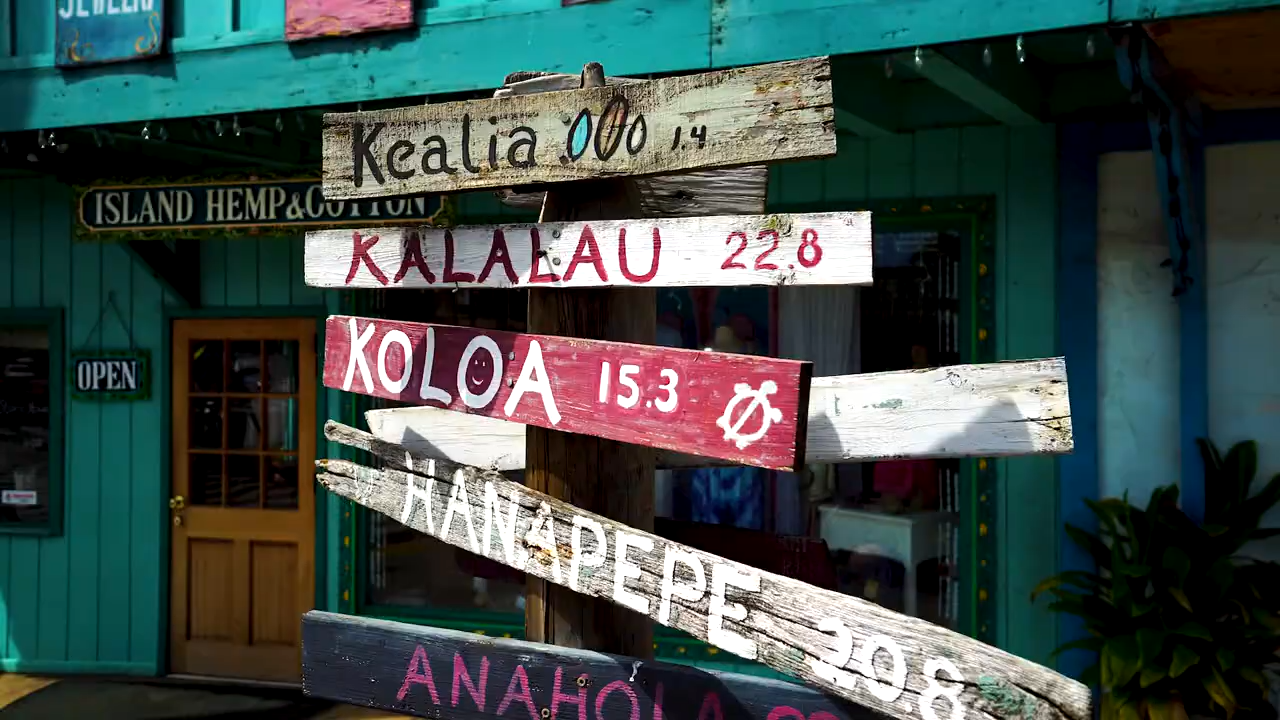 JEWELRY
Kealia 1.4
ISLAND HEMP & COTTON
KALALAU 22.8
KOLOA 15.3
OPEN
HANAPEPE 20.8
ANAHOLA